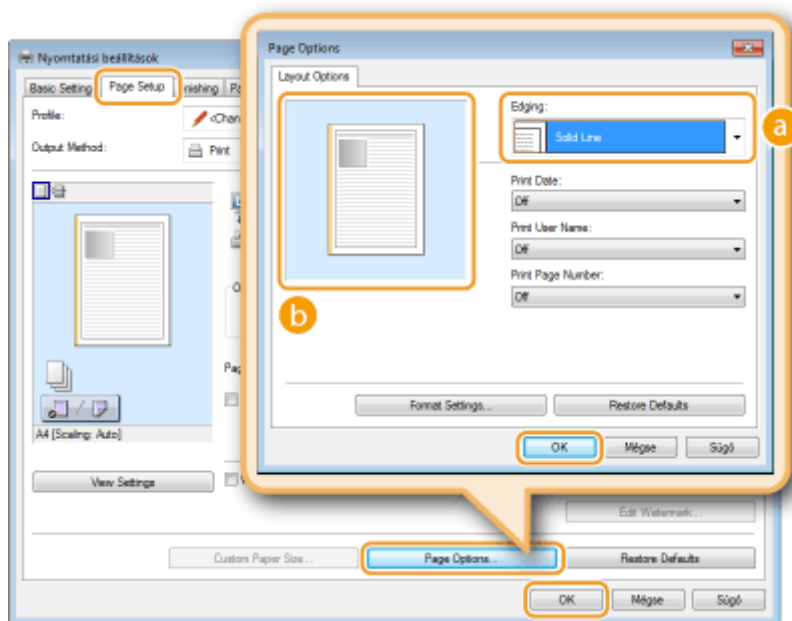 Nyomtatási beállítások
Basic Setting
Page Setup
Profile:
Output Method:
Print
A4 [Scaling: Auto]
View Settings
Page Options
Layout Options
Edging:
Solid Line
a
Print Date:
Off
Print User Name:
Off
Print Page Number:
Off
b
Format Settings...
Restore Defaults
OK
Mégse
Súgó
Edit Watermark...
Custom Paper Size...
Page Options...
Restore Defaults
OK
Mégse
Súgó